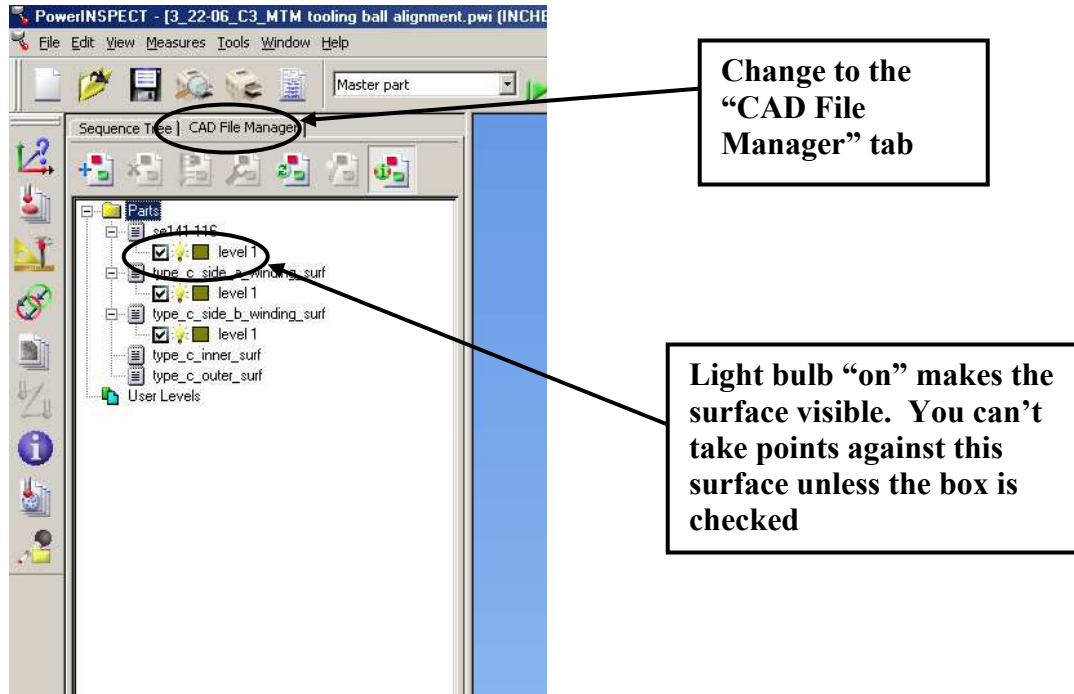 PowerINSPECT - [3_22-06_C3_MTM tooling ball alignment.pwi (INCHE
File Edit View Measures Tools Window Help
Master part
Sequence Tree CAD File Manager
Parts
se141-116
level 1
type_c_side_a_winding_surf
level 1
type_c_side_b_winding_surf
level 1
type_c_inner_surf
type_c_outer_surf
User Levels
Change to the
“CAD File
Manager” tab
Light bulb “on” makes the
surface visible. You can’t
take points against this
surface unless the box is
checked